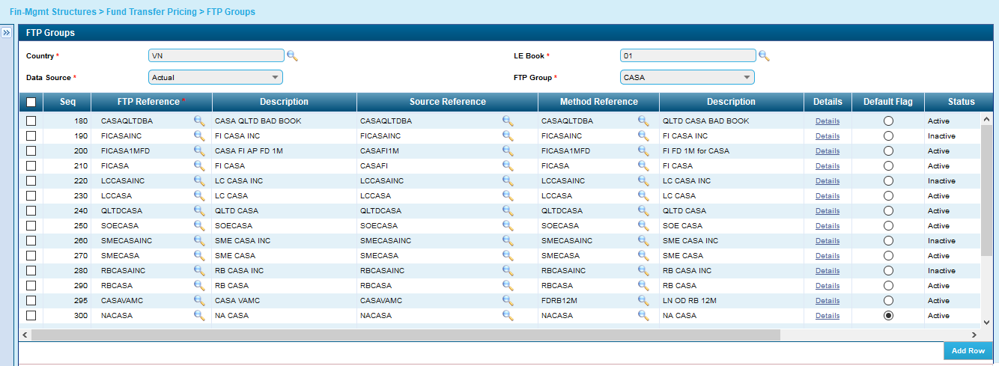 Fin-Mgmt Structures > Fund Transfer Pricing > FTP Groups
FTP Groups
Country * VN LE Book * 01
Data Source * Actual FTP Group * CASA
Seq FTP Reference * Description Source Reference Method Reference Description Details Default Flag Status
180 CASAQLTDBA CASA QLTD BAD BOOK CASAQLTDBA CASAQLTDBA QLTD CASA BAD BOOK Details Active
190 FICASAINC FI CASA INC FICASAINC FICASAINC FI CASA INC Details Inactive
200 FICASA1MFD CASA FI AP FD 1M CASAFI1M FICASA1MFD FI FD 1M for CASA Details Active
210 FICASA FI CASA CASAFI FICASA FI CASA Details Active
220 LCCASAINC LC CASA INC LCCASAINC LCCASAINC LC CASA INC Details Inactive
230 LCCASA LC CASA LCCASA LCCASA LC CASA Details Active
240 QLTDCASA QLTD CASA QLTDCASA QLTDCASA QLTD CASA Details Active
250 SOECASA SOECASA SOECASA SOECASA SOE CASA Details Active
260 SMECASAINC SME CASA INC SMECASAINC SMECASAINC SME CASA INC Details Inactive
270 SMECASA SME CASA SMECASA SMECASA SME CASA Details Active
280 RBCASAINC RB CASA INC RBCASAINC RBCASAINC RB CASA INC Details Inactive
290 RBCASA RB CASA RBCASA RBCASA RB CASA Details Active
295 CASAVAMC CASA VAMC CASAVAMC FDRB12M LN OD RB 12M Details Active
300 NACASA NA CASA NACASA NACASA NA CASA Details Active
Add Row